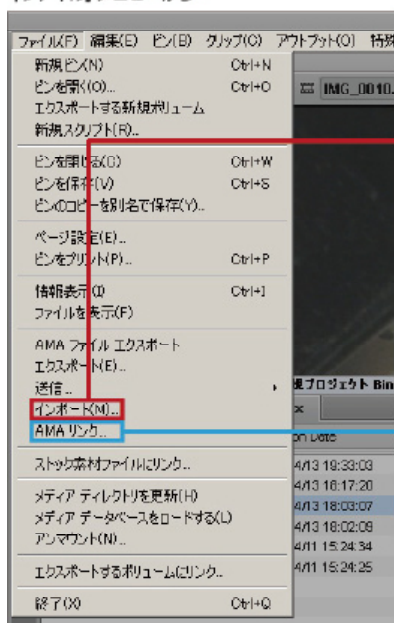 ファイル(F) 編集(E) ビン(B) クリップ(C) アウトプット(O) 特殊
新規ビン(N) Ctrl+N
ビンを開く(O)... Ctrl+O
エクスポートする新規ボリューム
新規スクリプト(R)...
ビンを閉じる(C) Ctrl+W
ビンを保存(V) Ctrl+S
ビンのコピーを別名で保存(Y)...
ページ設定(E)...
ビンをプリント(P)... Ctrl+P
情報表示(I) Ctrl+I
ファイルを表示(F)
AMA ファイル エクスポート
エクスポート(E)...
送信...
インポート(M)...
AMA リンク...
ストック素材ファイルにリンク...
メディア ディレクトリを更新(H)
メディア データベースをロードする(L)
アンマウント(N)...
エクスポートするボリュームにリンク...
終了(X) Ctrl+Q
IMG_0010.
規プロジェクト Bin
on Date
4/13 19:33:03
4/13 18:17:20
4/13 18:03:07
4/13 18:02:09
4/11 15:24:34
4/11 15:24:25